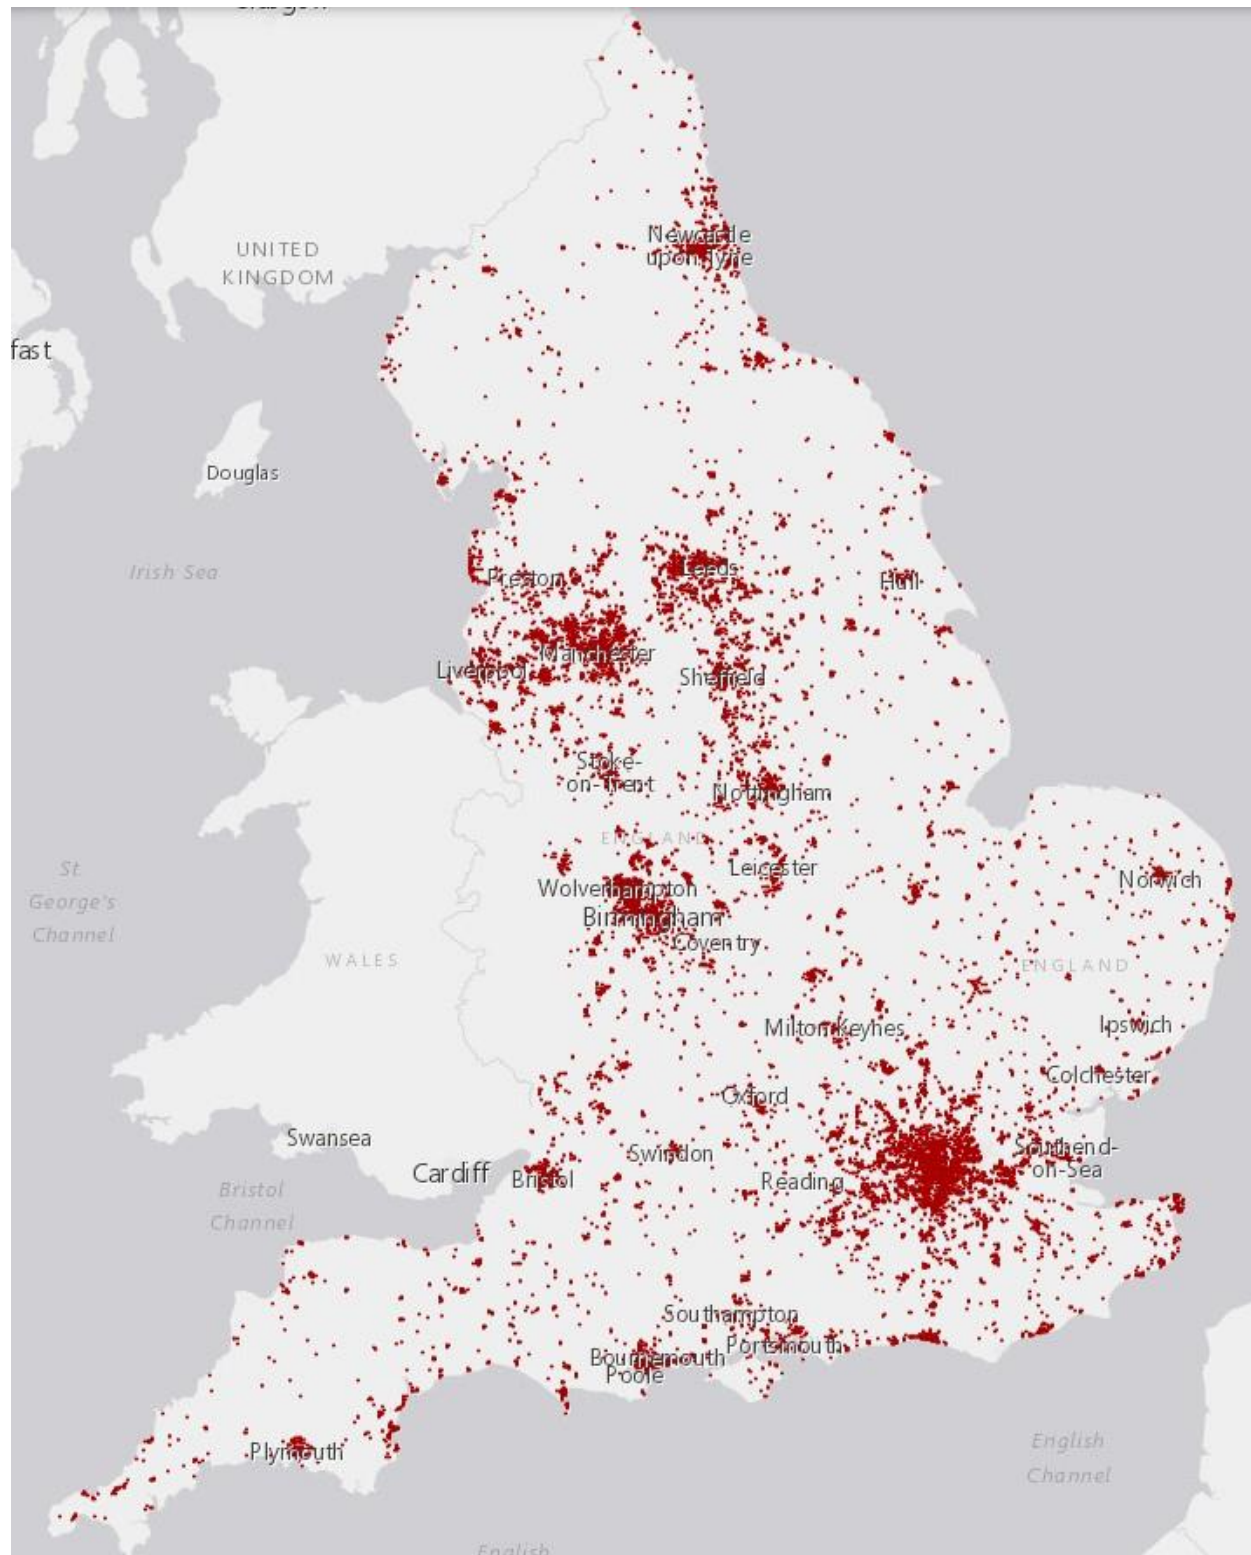 UNITED
KINGDOM
Newcastle
upon Tyne
fast
Douglas
Irish Sea
Preston
Leeds
Hull
Manchester
Liverpool
Sheffield
Stoke-
on-Trent
Nottingham
ENGLAND
Leicester
St
George's
Channel
Wolverhampton
Birmingham
Coventry
Norwich
WALES
ENGLAND
Milton Keyhes
Ipswich
Colchester
Oxford
Swansea
Cardiff
Bristol
Swindon
Reading
Southend-
on-Sea
Bristol
Channel
Southampton
Portsmouth
Bournemouth
Poole
Plymouth
English
Channel
English